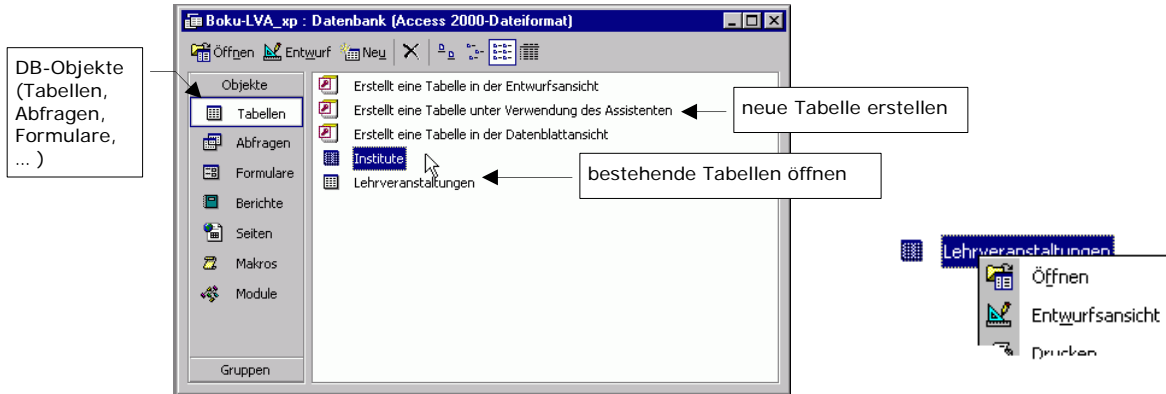 Boku-LVA_xp : Datenbank (Access 2000-Dateiformat)
Öffnen Entwurf Neu
DB-Objekte
(Tabellen,
Abfragen,
Formulare,
... )
Objekte
Tabellen
Abfragen
Formulare
Berichte
Seiten
Makros
Module
Gruppen
Erstellt eine Tabelle in der Entwurfsansicht
Erstellt eine Tabelle unter Verwendung des Assistenten
Erstellt eine Tabelle in der Datenblattansicht
Institute
Lehrveranstaltungen
neue Tabelle erstellen
bestehende Tabellen öffnen
Lehrveranstaltungen
Öffnen
Entwurfsansicht
Drucken